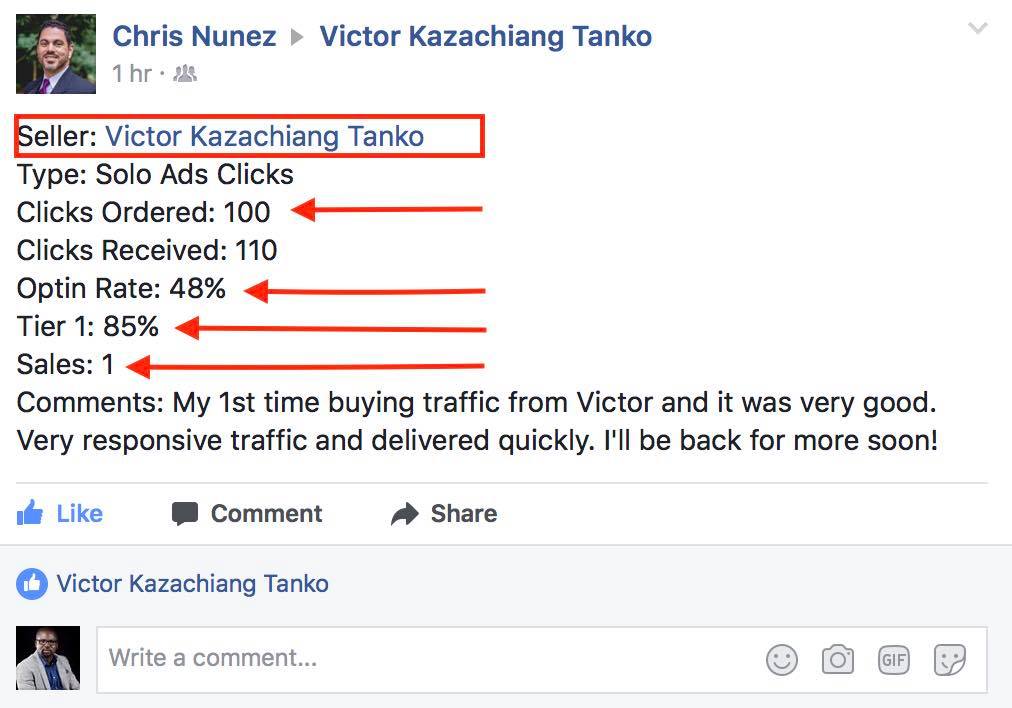 Chris Nunez ▸ Victor Kazachiang Tanko
1 hr ·
Seller: Victor Kazachiang Tanko
Type: Solo Ads Clicks
Clicks Ordered: 100
Clicks Received: 110
Optin Rate: 48%
Tier 1: 85%
Sales: 1
Comments: My 1st time buying traffic from Victor and it was very good.
Very responsive traffic and delivered quickly. I'll be back for more soon!
Like Comment Share
Victor Kazachiang Tanko
Write a comment... GIF